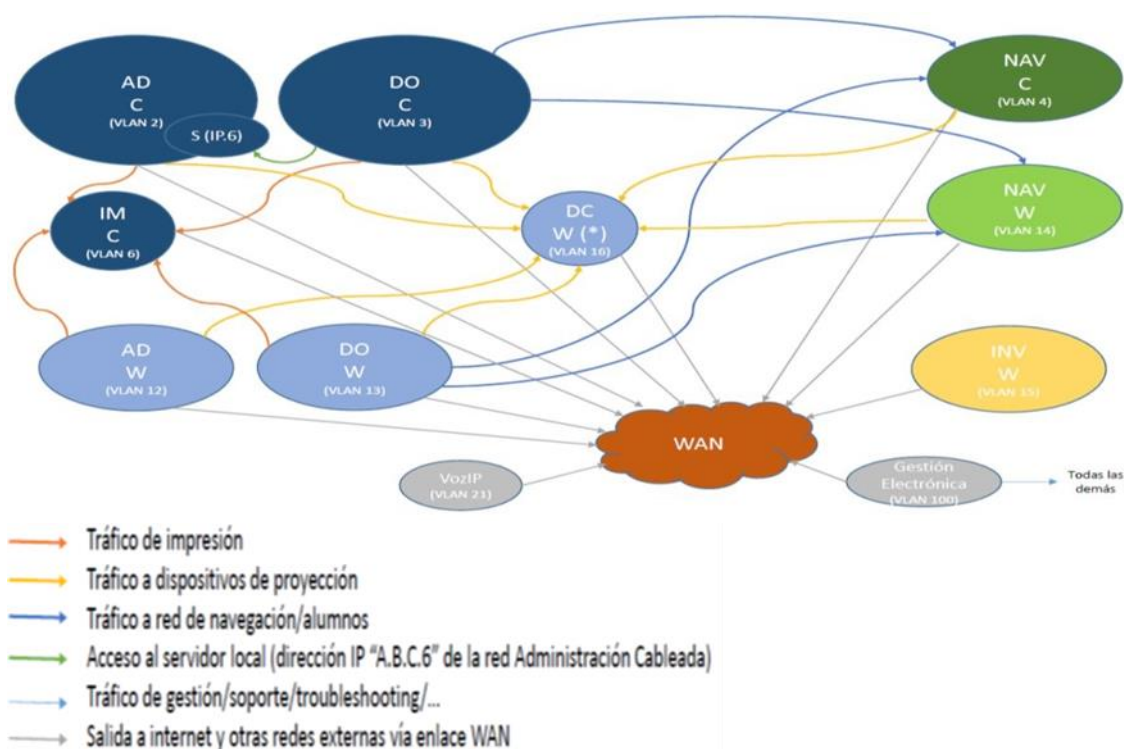 AD
C
(VLAN 2)
S (IP.6)
DO
C
(VLAN 3)
NAV
C
(VLAN 4)
IM
C
(VLAN 6)
DC
W (*)
(VLAN 16)
NAV
W
(VLAN 14)
AD
W
(VLAN 12)
DO
W
(VLAN 13)
INV
W
(VLAN 15)
WAN
VozIP
(VLAN 21)
Gestión
Electrónica
(VLAN 100)
Todas las
demás
Tráfico de impresión
Tráfico a dispositivos de proyección
Tráfico a red de navegación/alumnos
Acceso al servidor local (dirección IP “A.B.C.6” de la red Administración Cableada)
Tráfico de gestión/soporte/troubleshooting/...
Salida a internet y otras redes externas vía enlace WAN